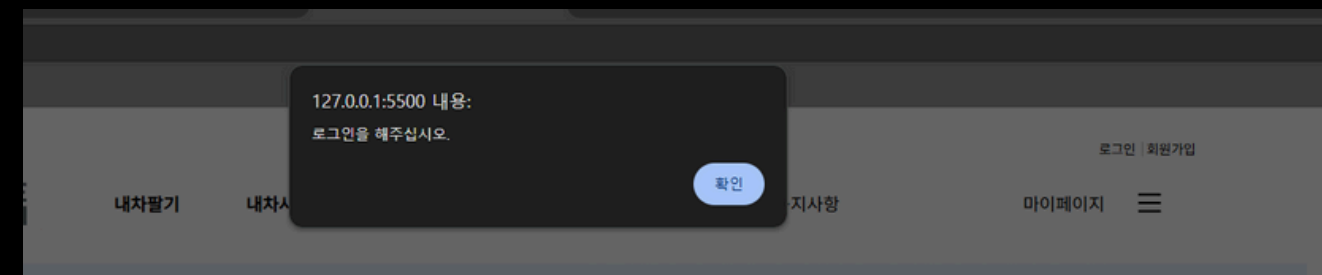 127.0.0.1:5500 내용:
로그인을 해주십시오.
확인
로그인 | 회원가입
내차팔기 내차 지사항 마이페이지